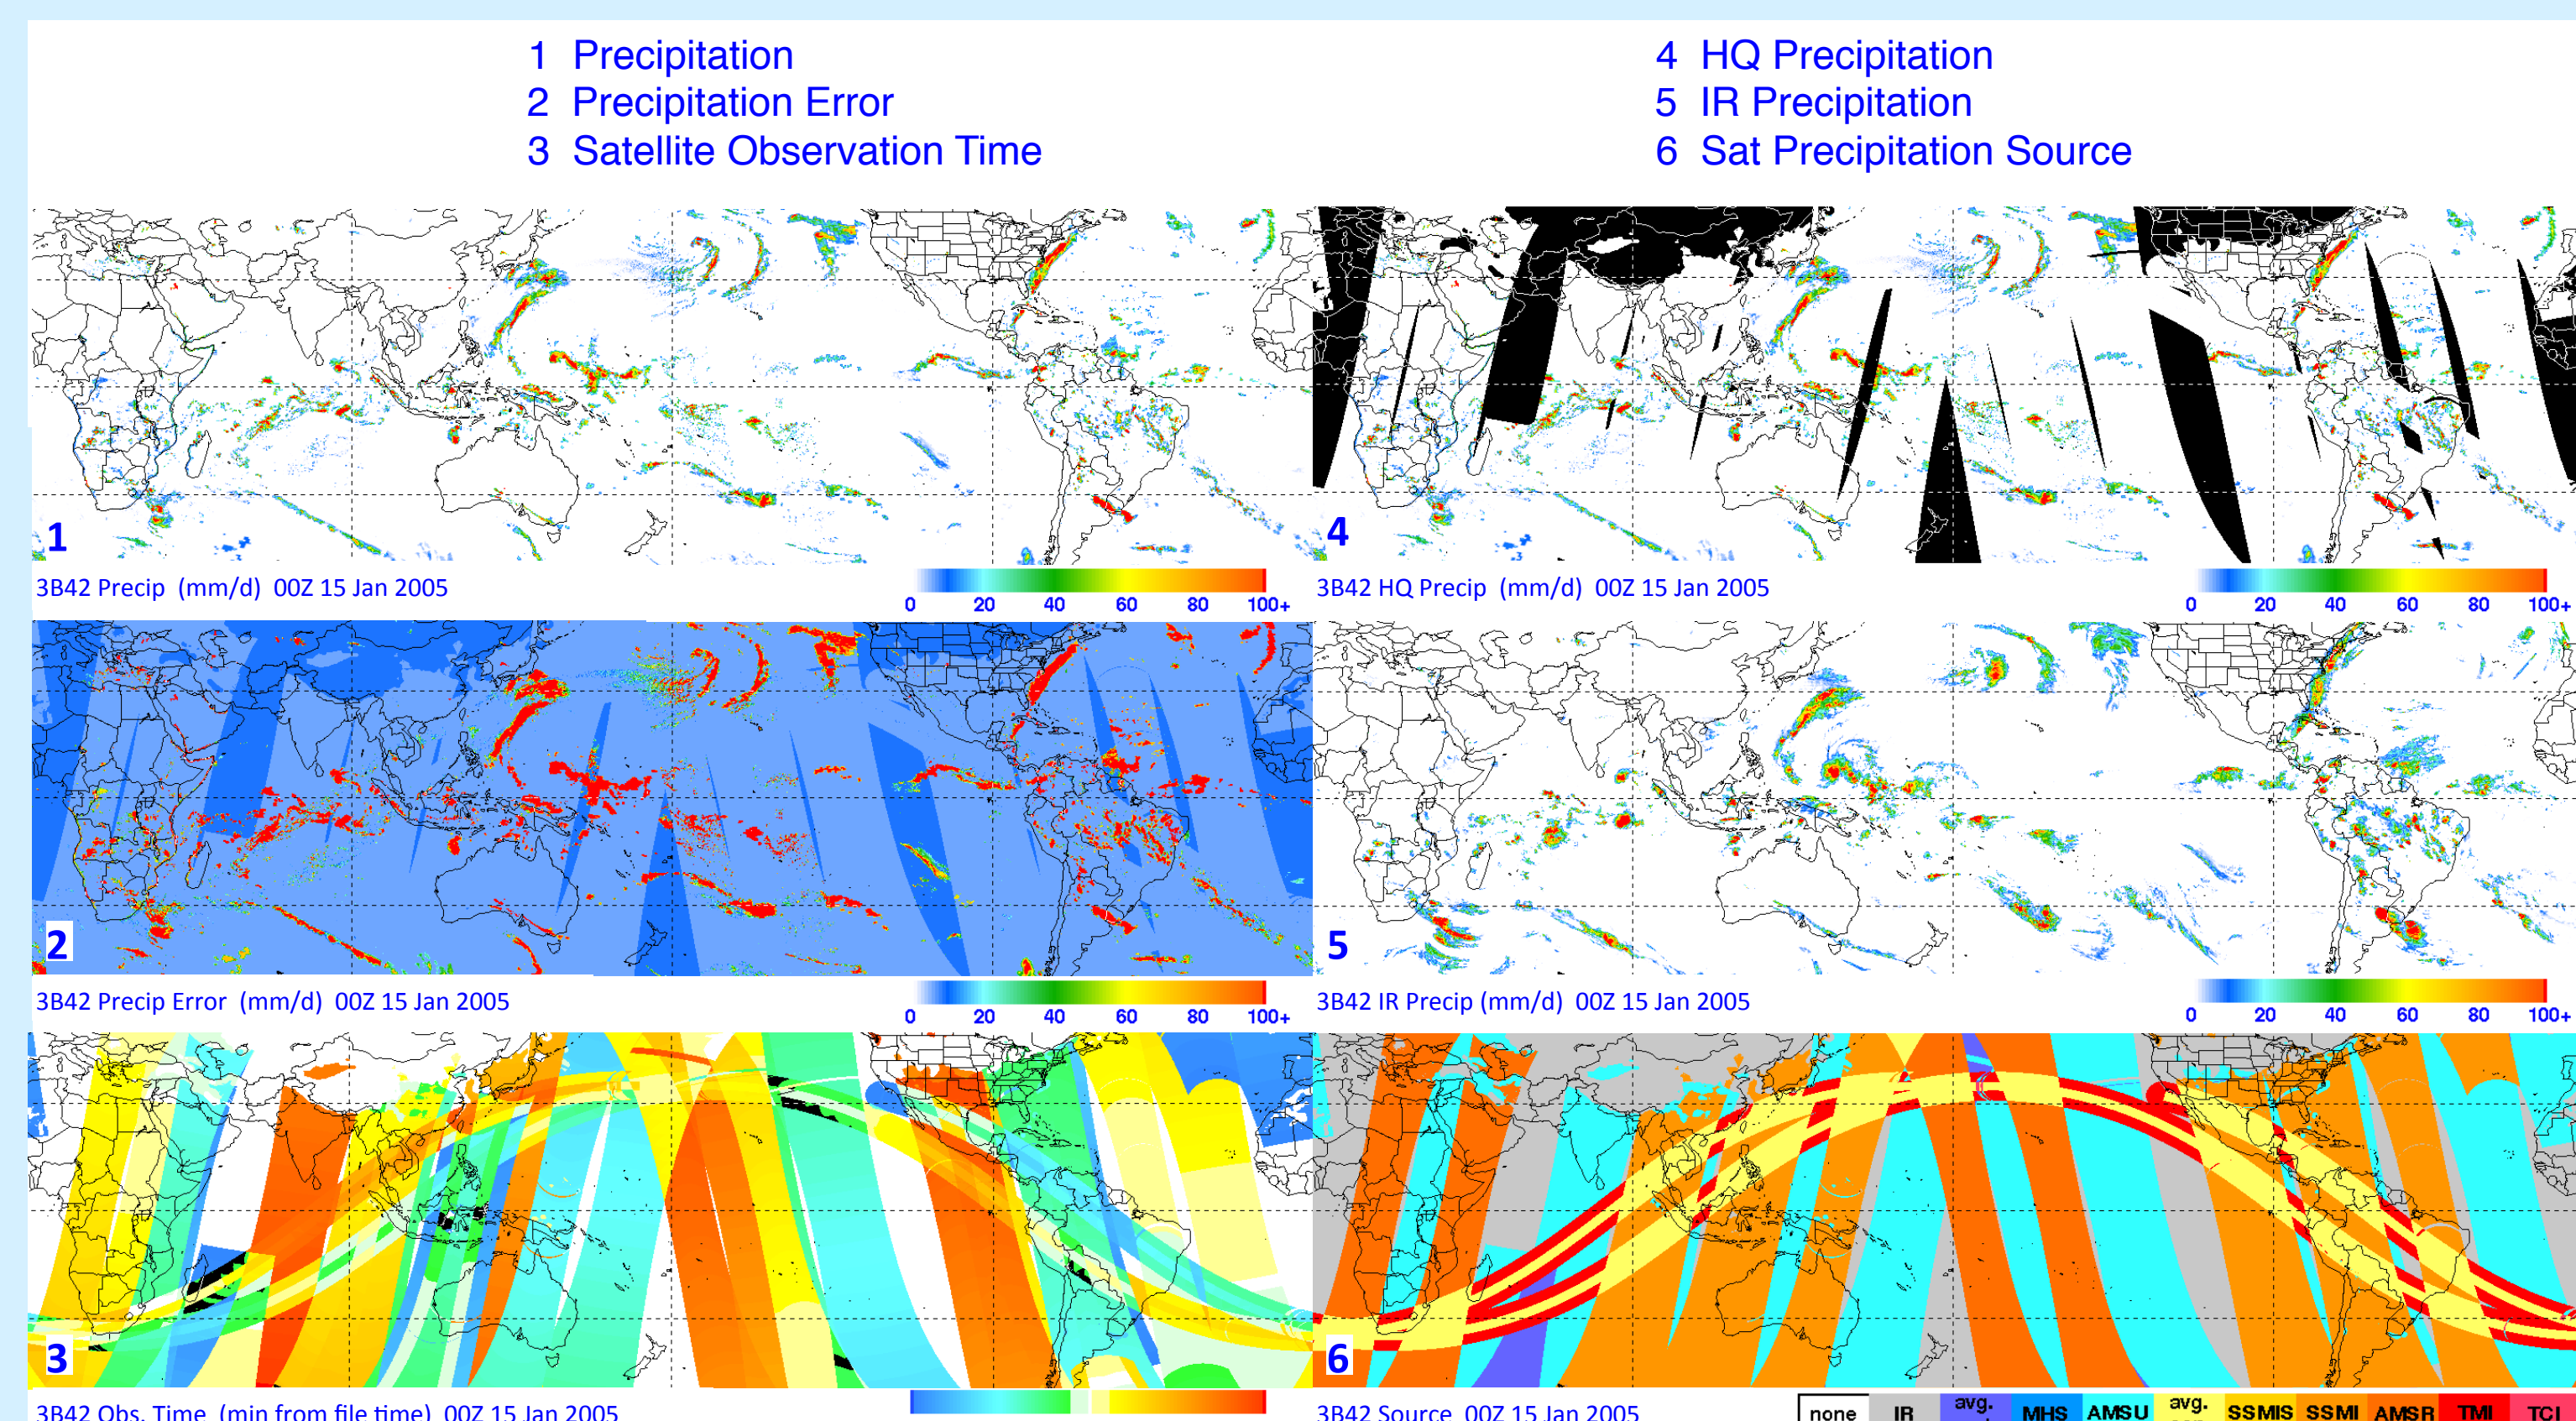 1 Precipitation
2 Precipitation Error
3 Satellite Observation Time
4 HQ Precipitation
5 IR Precipitation
6 Sat Precipitation Source
1
3B42 Precip (mm/d) 00Z 15 Jan 2005
0 20 40 60 80 100+
4
3B42 HQ Precip (mm/d) 00Z 15 Jan 2005
0 20 40 60 80 100+
2
3B42 Precip Error (mm/d) 00Z 15 Jan 2005
0 20 40 60 80 100+
5
3B42 IR Precip (mm/d) 00Z 15 Jan 2005
0 20 40 60 80 100+
3
3B42 Obs. Time (min from file time) 00Z 15 Jan 2005
6
3B42 Source 00Z 15 Jan 2005
none IR avg. MHS AMSU avg. SSMIS SSMI AMSR TMI TCI